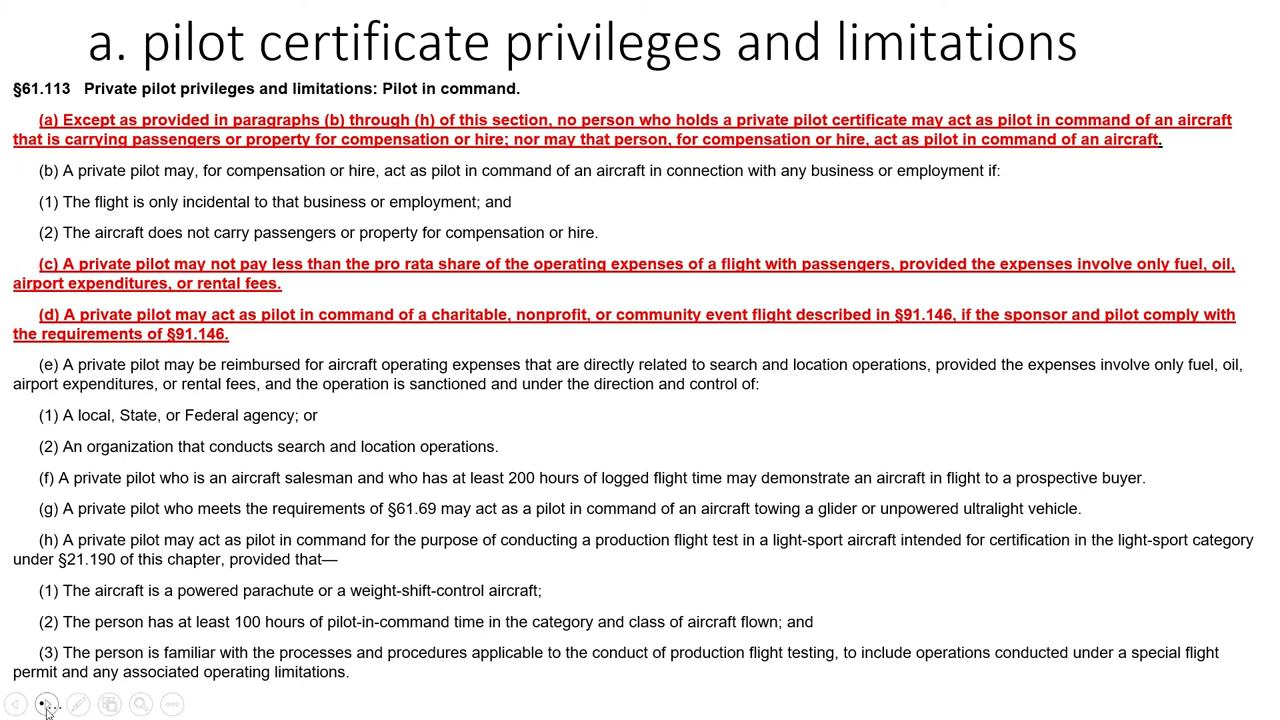 a. pilot certificate privileges and limitations
§61.113   Private pilot privileges and limitations: Pilot in command.
(a) Except as provided in paragraphs (b) through (h) of this section, no person who holds a private pilot certificate may act as pilot in command of an aircraft
that is carrying passengers or property for compensation or hire; nor may that person, for compensation or hire, act as pilot in command of an aircraft.
(b) A private pilot may, for compensation or hire, act as pilot in command of an aircraft in connection with any business or employment if:
(1) The flight is only incidental to that business or employment; and
(2) The aircraft does not carry passengers or property for compensation or hire.
(c) A private pilot may not pay less than the pro rata share of the operating expenses of a flight with passengers, provided the expenses involve only fuel, oil,
airport expenditures, or rental fees.
(d) A private pilot may act as pilot in command of a charitable, nonprofit, or community event flight described in §91.146, if the sponsor and pilot comply with
the requirements of §91.146.
(e) A private pilot may be reimbursed for aircraft operating expenses that are directly related to search and location operations, provided the expenses involve only fuel, oil,
airport expenditures, or rental fees, and the operation is sanctioned and under the direction and control of:
(1) A local, State, or Federal agency; or
(2) An organization that conducts search and location operations.
(f) A private pilot who is an aircraft salesman and who has at least 200 hours of logged flight time may demonstrate an aircraft in flight to a prospective buyer.
(g) A private pilot who meets the requirements of §61.69 may act as a pilot in command of an aircraft towing a glider or unpowered ultralight vehicle.
(h) A private pilot may act as pilot in command for the purpose of conducting a production flight test in a light-sport aircraft intended for certification in the light-sport category
under §21.190 of this chapter, provided that—
(1) The aircraft is a powered parachute or a weight-shift-control aircraft;
(2) The person has at least 100 hours of pilot-in-command time in the category and class of aircraft flown; and
(3) The person is familiar with the processes and procedures applicable to the conduct of production flight testing, to include operations conducted under a special flight
permit and any associated operating limitations.